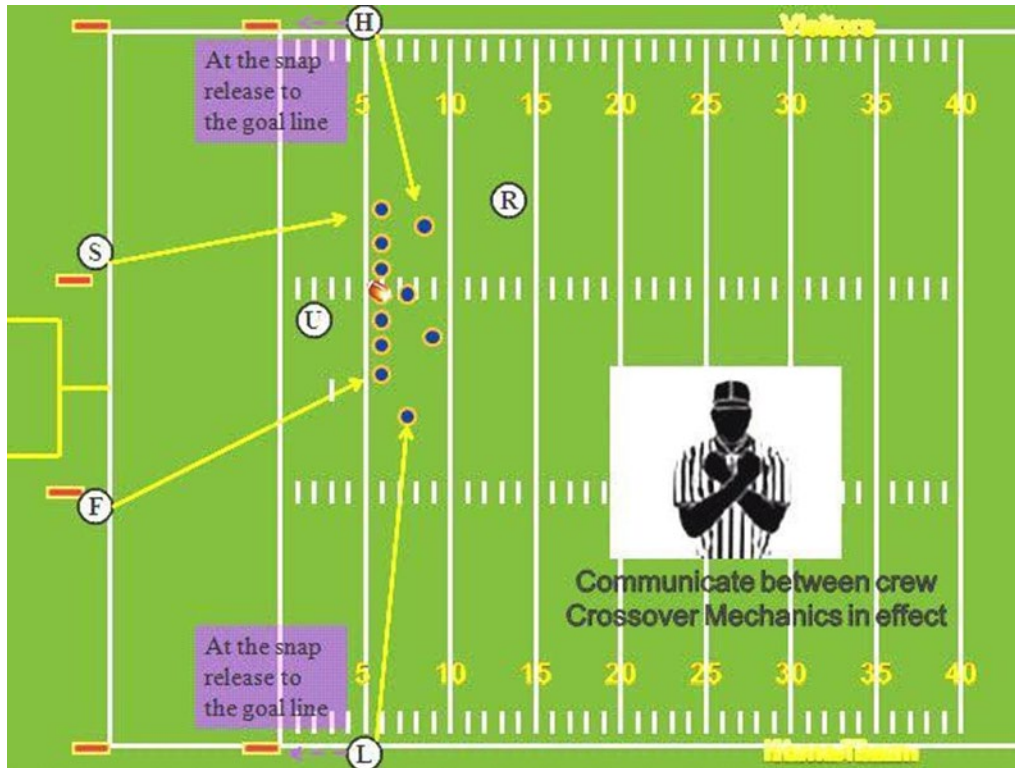 H
Visitors
At the snap
release to
the goal line
5 10 15 20 25 30 35 40
R
S
U
F
Communicate between crew
Crossover Mechanics in effect
At the snap
release to
the goal line
5 10 15 20 25 30 35 40
L
HomeTeam